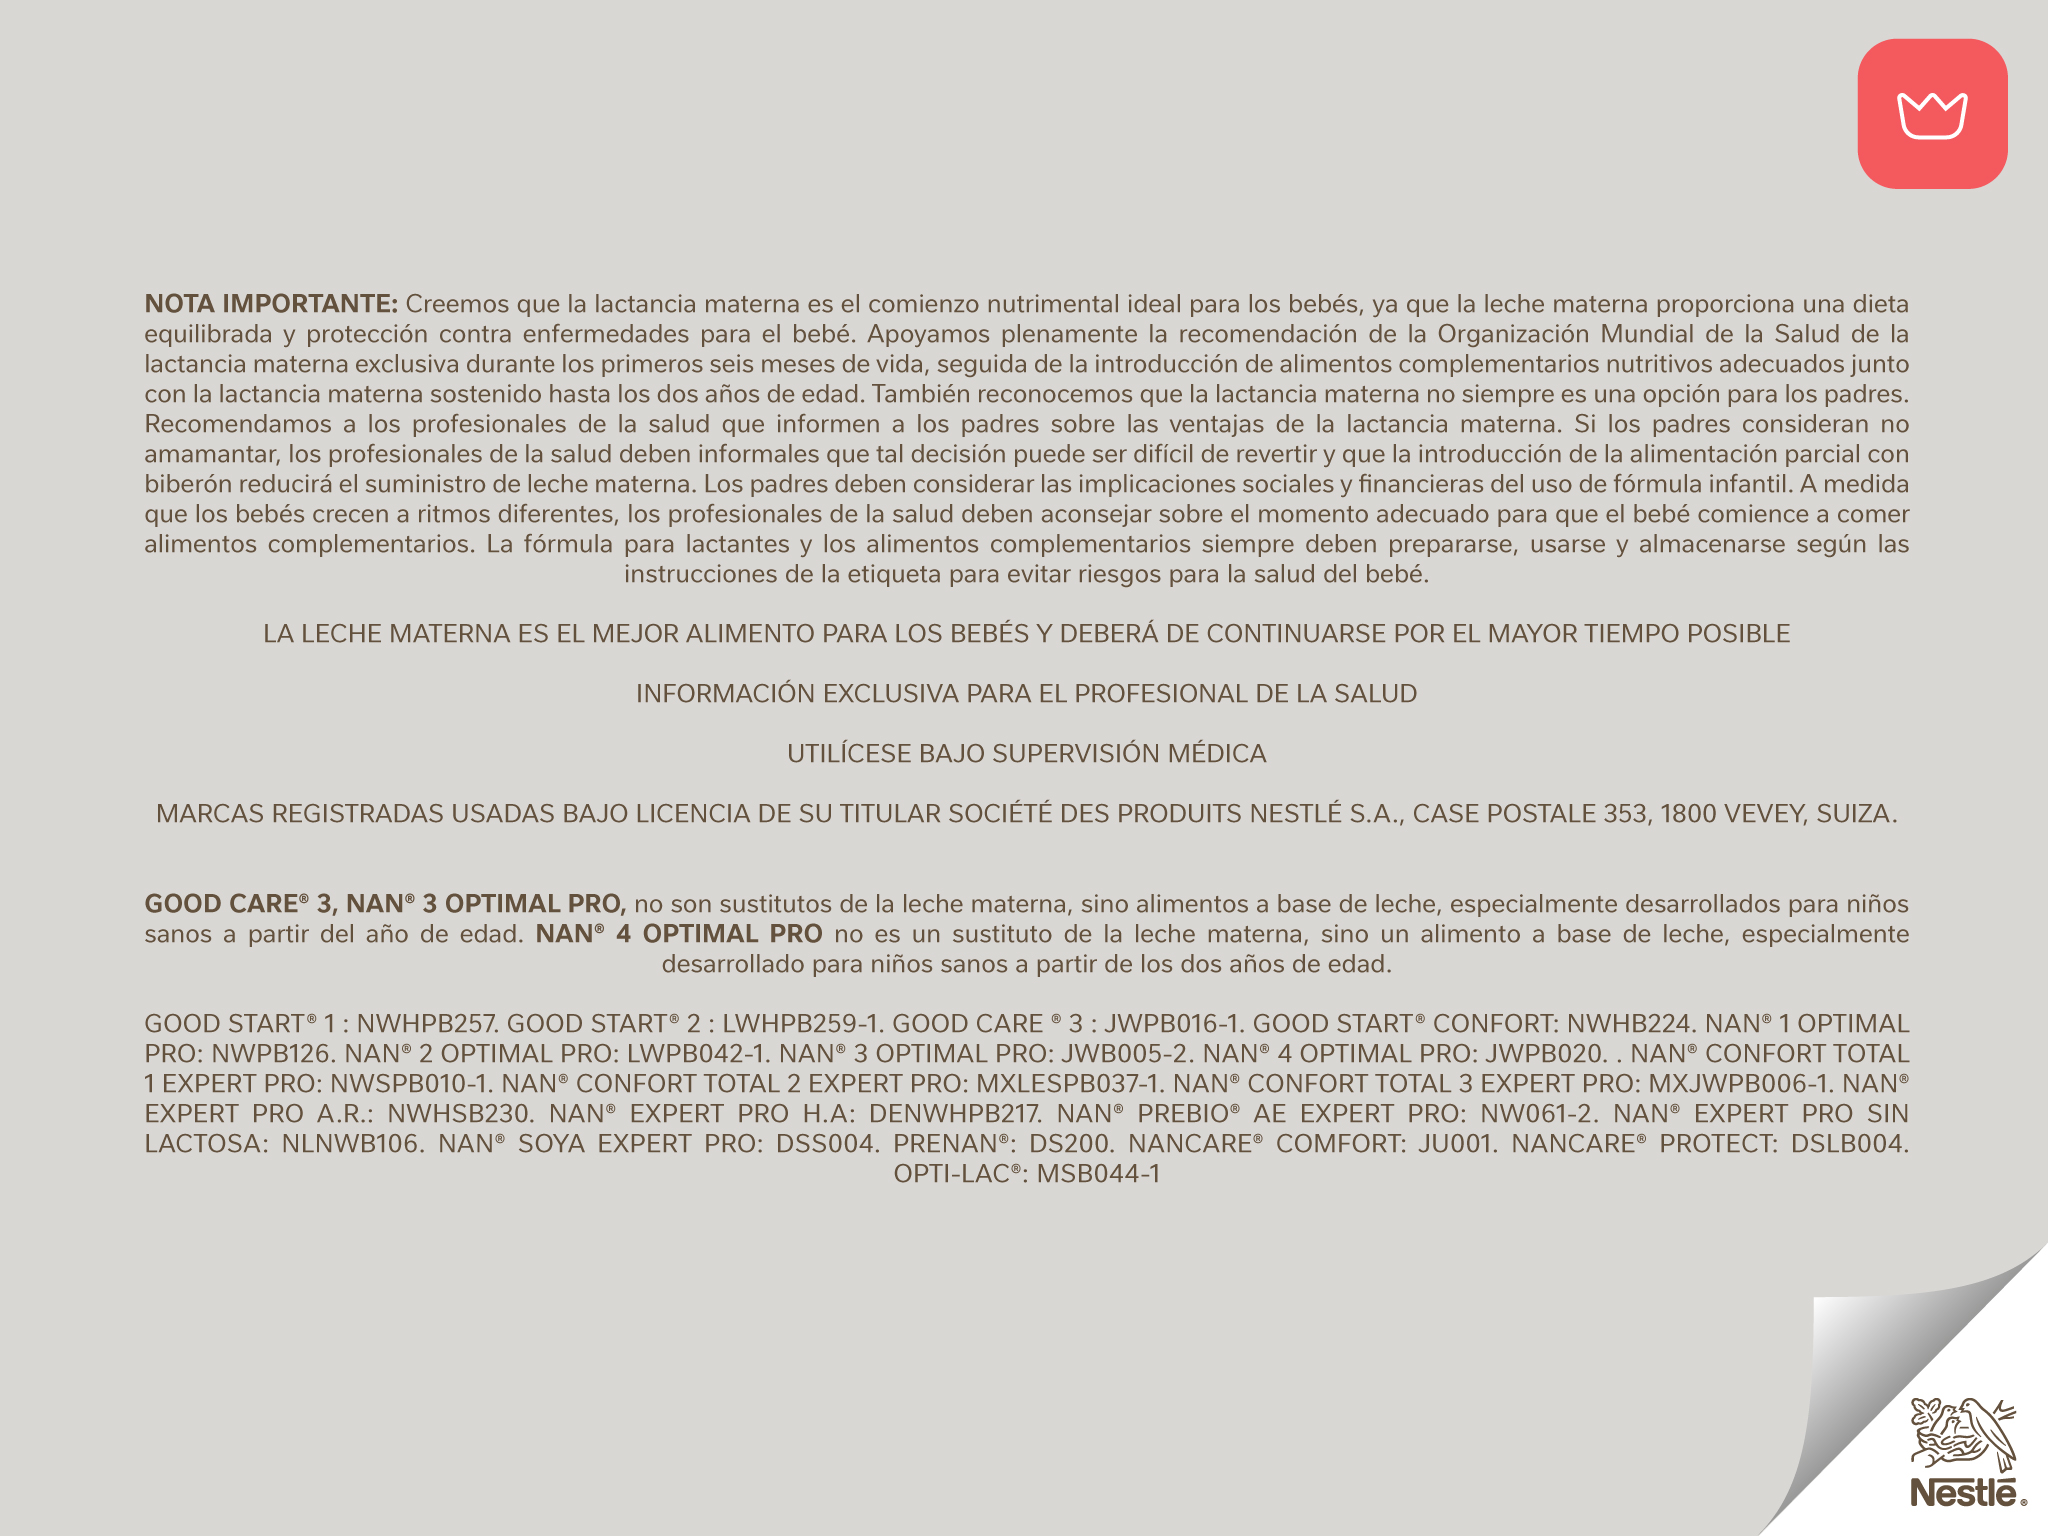 NOTA IMPORTANTE: Creemos que la lactancia materna es el comienzo nutrimental ideal para los bebés, ya que la leche materna proporciona una dieta
equilibrada y protección contra enfermedades para el bebé. Apoyamos plenamente la recomendación de la Organización Mundial de la Salud de la
lactancia materna exclusiva durante los primeros seis meses de vida, seguida de la introducción de alimentos complementarios nutritivos adecuados junto
con la lactancia materna sostenido hasta los dos años de edad. También reconocemos que la lactancia materna no siempre es una opción para los padres.
Recomendamos a los profesionales de la salud que informen a los padres sobre las ventajas de la lactancia materna. Si los padres consideran no
amamantar, los profesionales de la salud deben informales que tal decisión puede ser difícil de revertir y que la introducción de la alimentación parcial con
biberón reducirá el suministro de leche materna. Los padres deben considerar las implicaciones sociales y financieras del uso de fórmula infantil. A medida
que los bebés crecen a ritmos diferentes, los profesionales de la salud deben aconsejar sobre el momento adecuado para que el bebé comience a comer
alimentos complementarios. La fórmula para lactantes y los alimentos complementarios siempre deben prepararse, usarse y almacenarse según las
instrucciones de la etiqueta para evitar riesgos para la salud del bebé.
LA LECHE MATERNA ES EL MEJOR ALIMENTO PARA LOS BEBÉS Y DEBERÁ DE CONTINUARSE POR EL MAYOR TIEMPO POSIBLE
INFORMACIÓN EXCLUSIVA PARA EL PROFESIONAL DE LA SALUD
UTILÍCESE BAJO SUPERVISIÓN MÉDICA
MARCAS REGISTRADAS USADAS BAJO LICENCIA DE SU TITULAR SOCIÉTÉ DES PRODUITS NESTLÉ S.A., CASE POSTALE 353, 1800 VEVEY, SUIZA.
GOOD CARE® 3, NAN® 3 OPTIMAL PRO, no son sustitutos de la leche materna, sino alimentos a base de leche, especialmente desarrollados para niños
sanos a partir del año de edad. NAN® 4 OPTIMAL PRO no es un sustituto de la leche materna, sino un alimento a base de leche, especialmente
desarrollado para niños sanos a partir de los dos años de edad.
GOOD START® 1 : NWHPB257. GOOD START® 2 : LWHPB259-1. GOOD CARE ® 3 : JWPB016-1. GOOD START® CONFORT: NWHB224. NAN® 1 OPTIMAL
PRO: NWPB126. NAN® 2 OPTIMAL PRO: LWPB042-1. NAN® 3 OPTIMAL PRO: JWB005-2. NAN® 4 OPTIMAL PRO: JWPB020. . NAN® CONFORT TOTAL
1 EXPERT PRO: NWSPB010-1. NAN® CONFORT TOTAL 2 EXPERT PRO: MXLESPB037-1. NAN® CONFORT TOTAL 3 EXPERT PRO: MXJWPB006-1. NAN®
EXPERT PRO A.R.: NWHSB230. NAN® EXPERT PRO H.A: DENWHPB217. NAN® PREBIO® AE EXPERT PRO: NW061-2. NAN® EXPERT PRO SIN
LACTOSA: NLNWB106. NAN® SOYA EXPERT PRO: DSS004. PRENAN®: DS200. NANCARE® COMFORT: JU001. NANCARE® PROTECT: DSLB004.
OPTI-LAC®: MSB044-1
Nestlé®